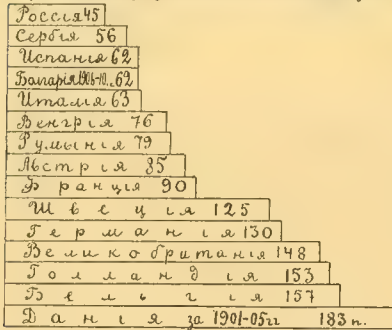 Россія 45
Сербія 56
Испанія 62
Болгарія 1906-10.. 62
Италія 63
Венгрія 76
Румынія 79
Австрія 85
Франція 90
Швеція 125
Германія 130
Великобританія 148
Голландія 153
Бельгія 157
Данія за 1901-05 гг 183 п.